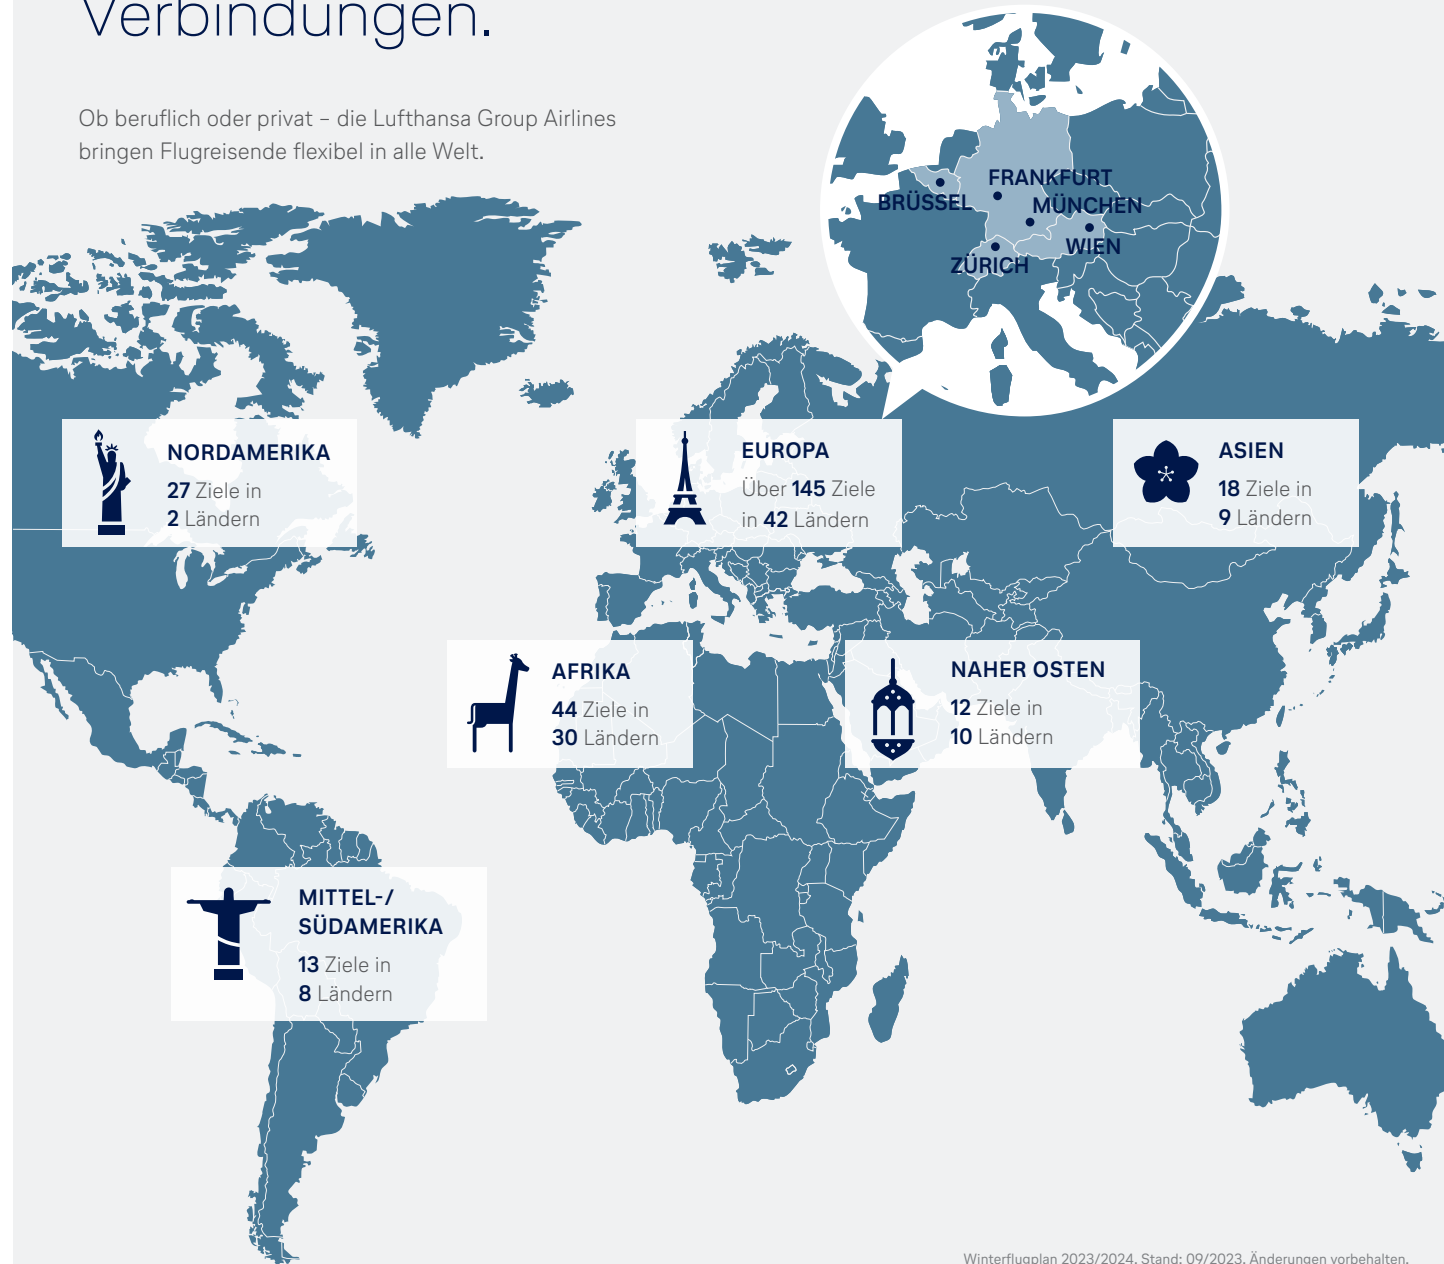 Verbindungen.
Ob beruflich oder privat – die Lufthansa Group Airlines
bringen Flugreisende flexibel in alle Welt.
FRANKFURT
BRÜSSEL
MÜNCHEN
WIEN
ZÜRICH
NORDAMERIKA
27 Ziele in
2 Ländern
EUROPA
Über 145 Ziele
in 42 Ländern
ASIEN
18 Ziele in
9 Ländern
AFRIKA
44 Ziele in
30 Ländern
NAHER OSTEN
12 Ziele in
10 Ländern
MITTEL-/
SÜDAMERIKA
13 Ziele in
8 Ländern
Winterflugplan 2023/2024. Stand: 09/2023. Änderungen vorbehalten.